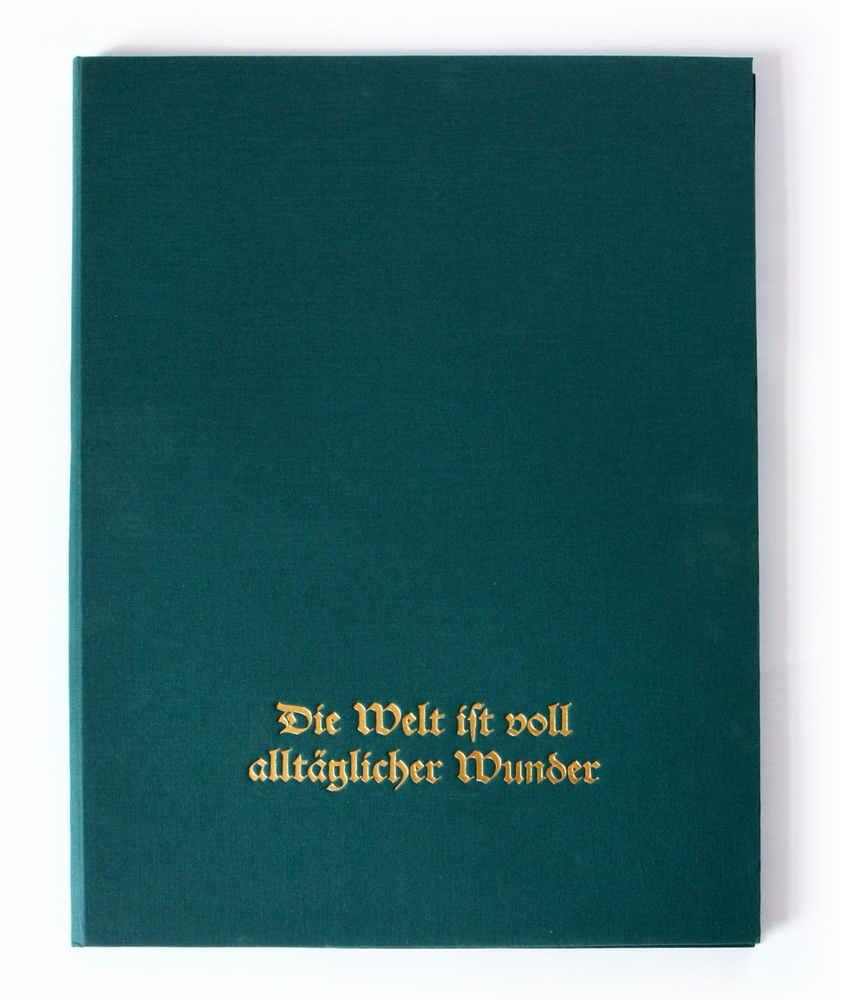 Die Welt iſt voll
alltäglicher Wunder